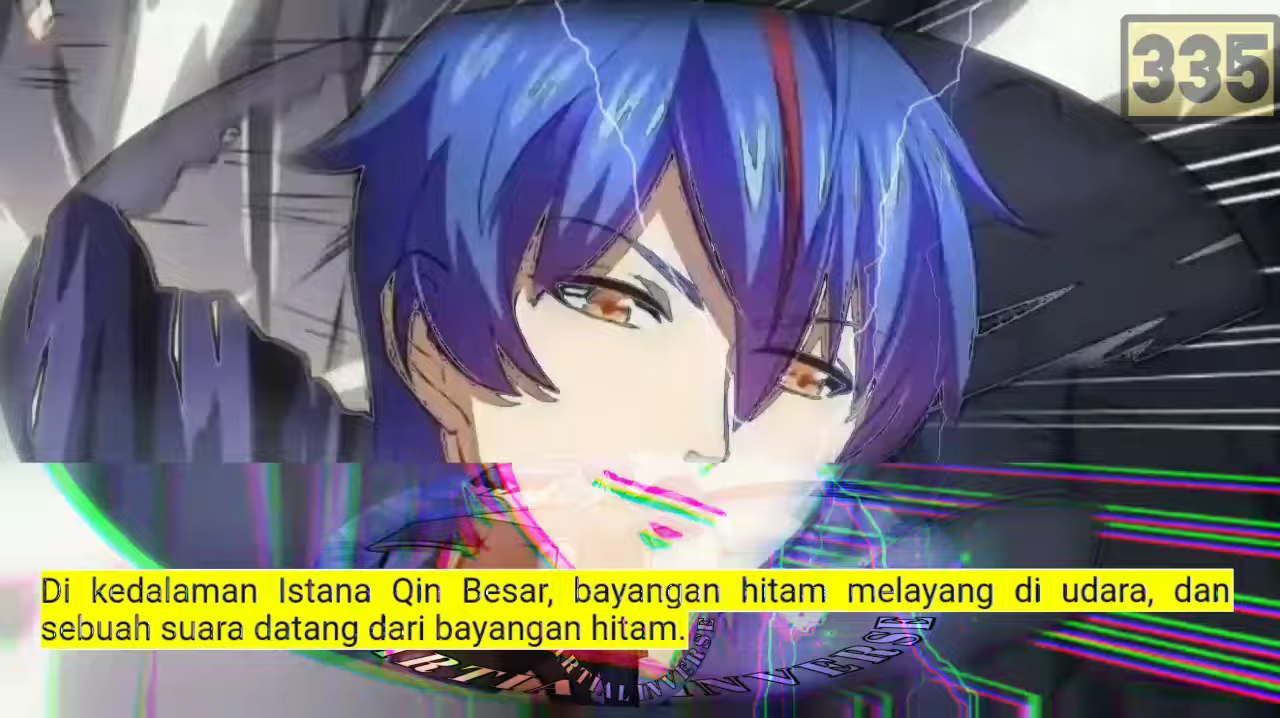 335
Di kedalaman Istana Qin Besar, bayangan hitam melayang di udara, dan
sebuah suara datang dari bayangan hitam.